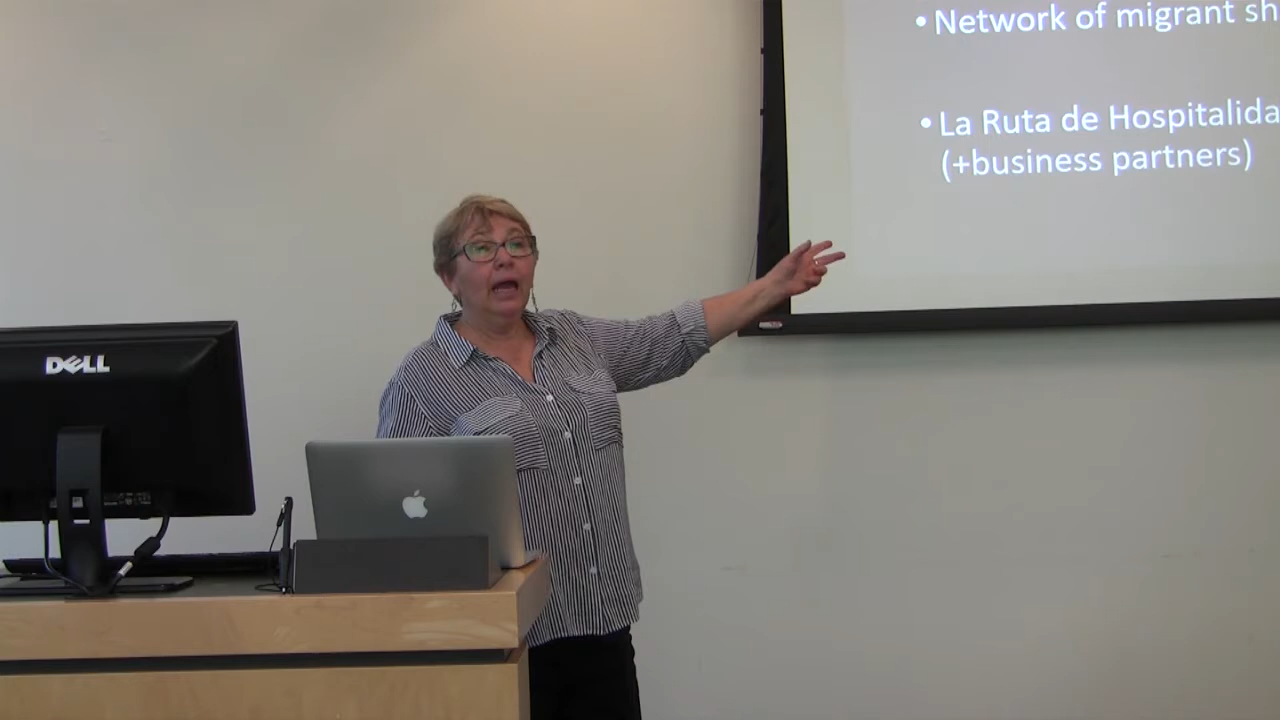 • Network of migrant sh
• La Ruta de Hospitalida
(+business partners)
DELL